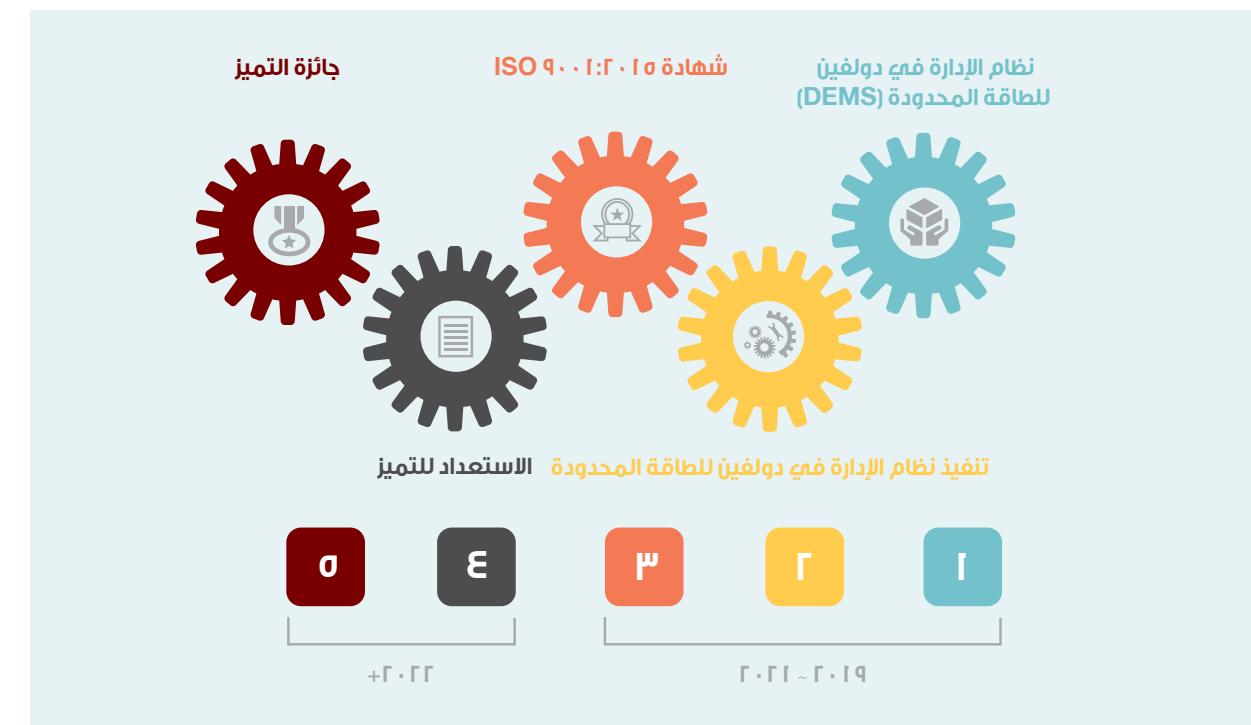 نظام الإدارة في دولفين
للطاقة المحدودة (DEMS)
شهادة ISO ٩٠٠١:٢٠١٥
جائزة التميز
تنفيذ نظام الإدارة في دولفين للطاقة المحدودة
الاستعداد للتميز
١
٢
٣
٤
٥
٢٠١٩ ~ ٢٠٢١
٢٠٢٢+